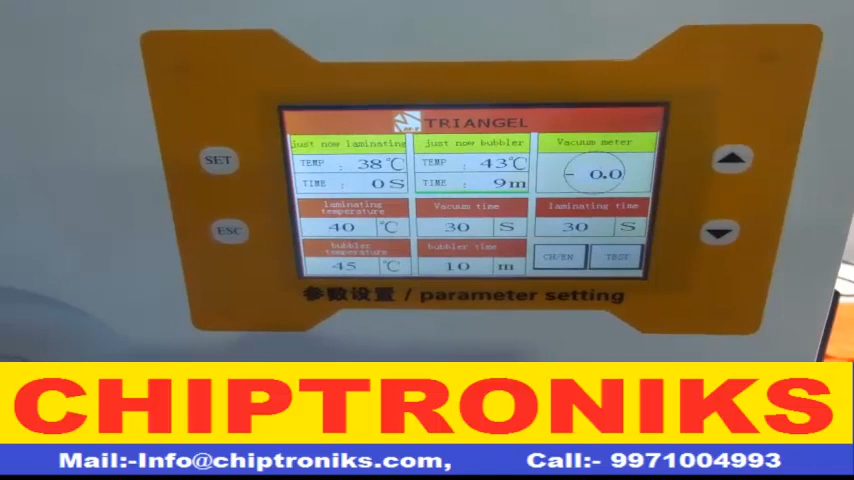 TRIANGEL
just now laminating
just now bubbler
Vacuum meter
TEMP : 38℃
TEMP : 43℃
- 0.0
TIME : 0S
TIME : 9m
SET
ESC
laminating temperature
Vacuum time
laminating time
40 ℃
30 S
30 S
bubbler temperature
bubbler time
CH/EN
TEST
45 ℃
10 m
参数设置 / parameter setting
CHIPTRONIKS
Mail:-Info@chiptroniks.com, Call:- 9971004993